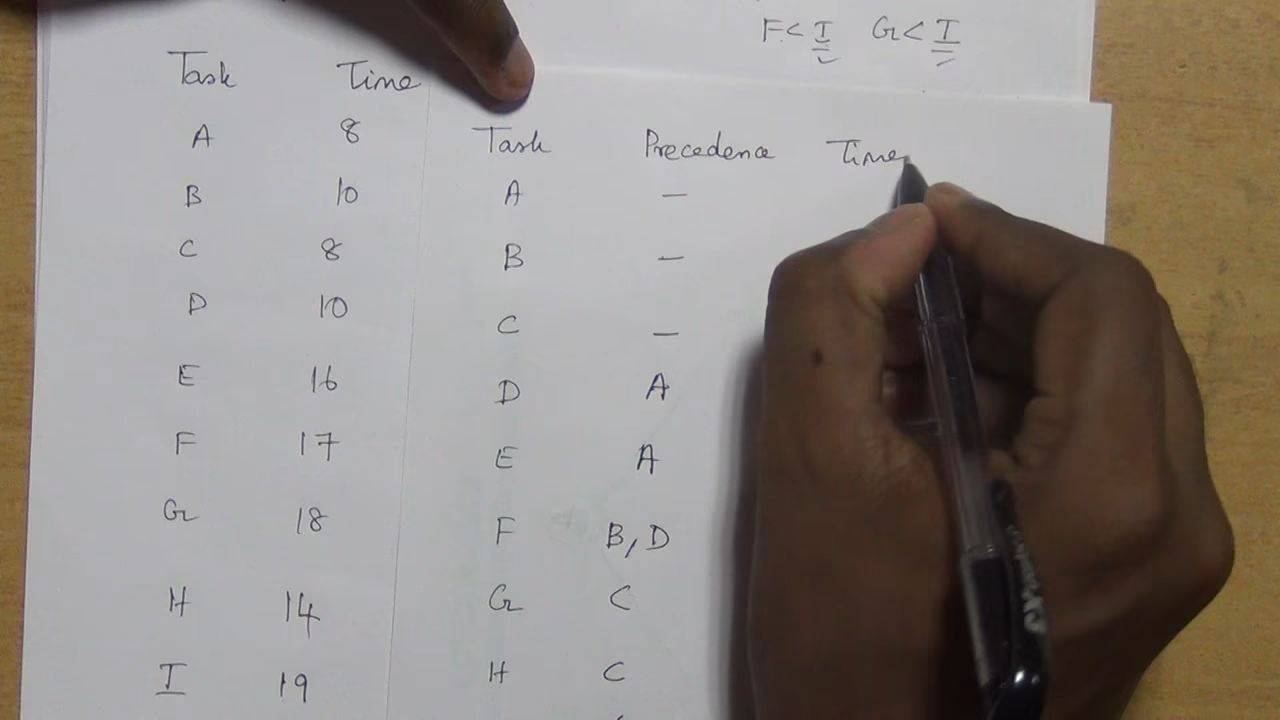 F < I G < I
Task Time
A 8
B 10
C 8
D 10
E 16
F 17
G 18
H 14
I 19
Task Precedence Time
A –
B –
C –
D A
E A
F B, D
G C
H C